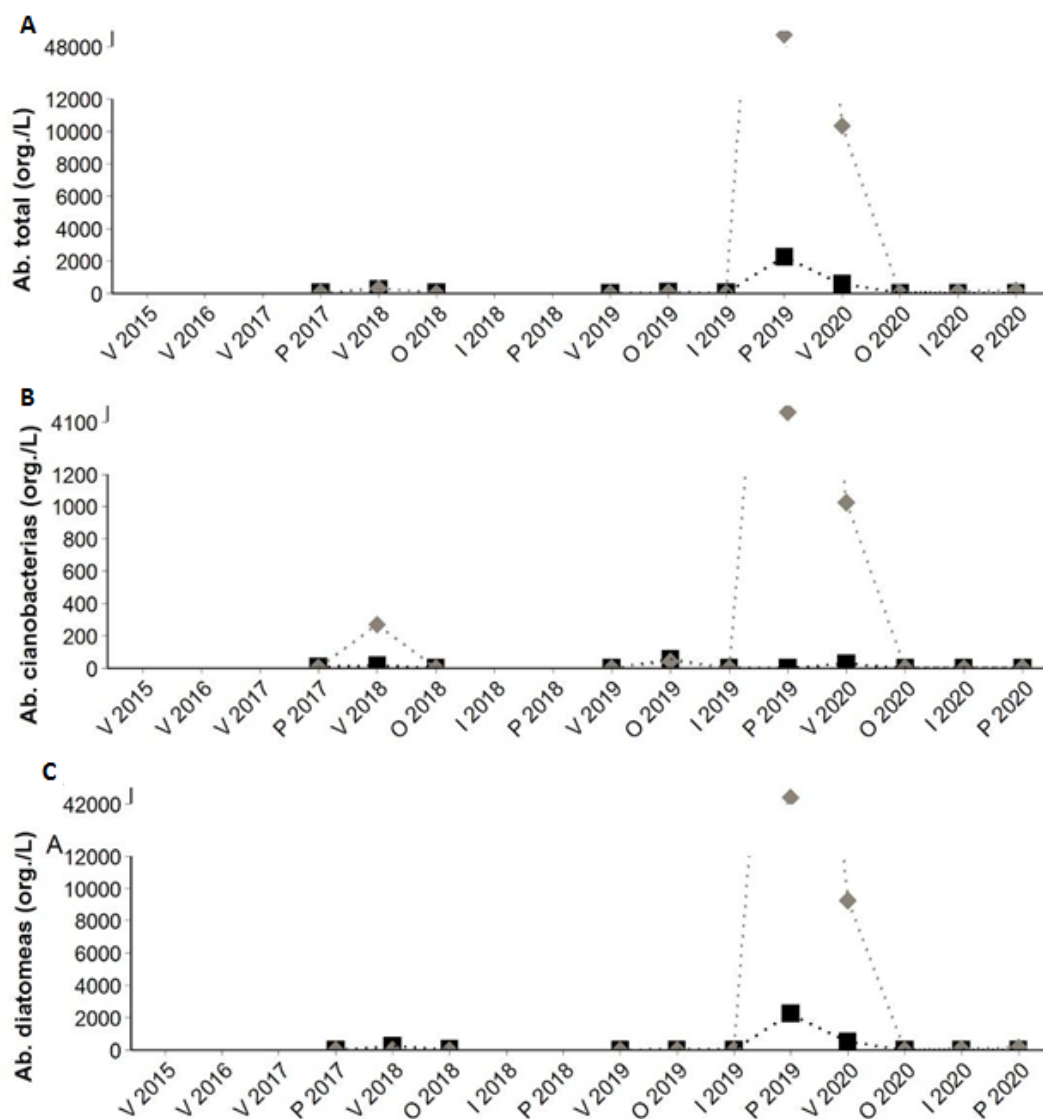 A
Ab. total (org./L)
48000
12000
10000
8000
6000
4000
2000
0
V 2015
V 2016
V 2017
P 2017
V 2018
O 2018
I 2018
P 2018
V 2019
O 2019
I 2019
P 2019
V 2020
O 2020
I 2020
P 2020
B
Ab. cianobacterias (org./L)
4100
1200
1000
800
600
400
200
0
V 2015
V 2016
V 2017
P 2017
V 2018
O 2018
I 2018
P 2018
V 2019
O 2019
I 2019
P 2019
V 2020
O 2020
I 2020
P 2020
C
Ab. diatomeas (org./L)
42000
A
12000
10000
8000
6000
4000
2000
0
V 2015
V 2016
V 2017
P 2017
V 2018
O 2018
I 2018
P 2018
V 2019
O 2019
I 2019
P 2019
V 2020
O 2020
I 2020
P 2020